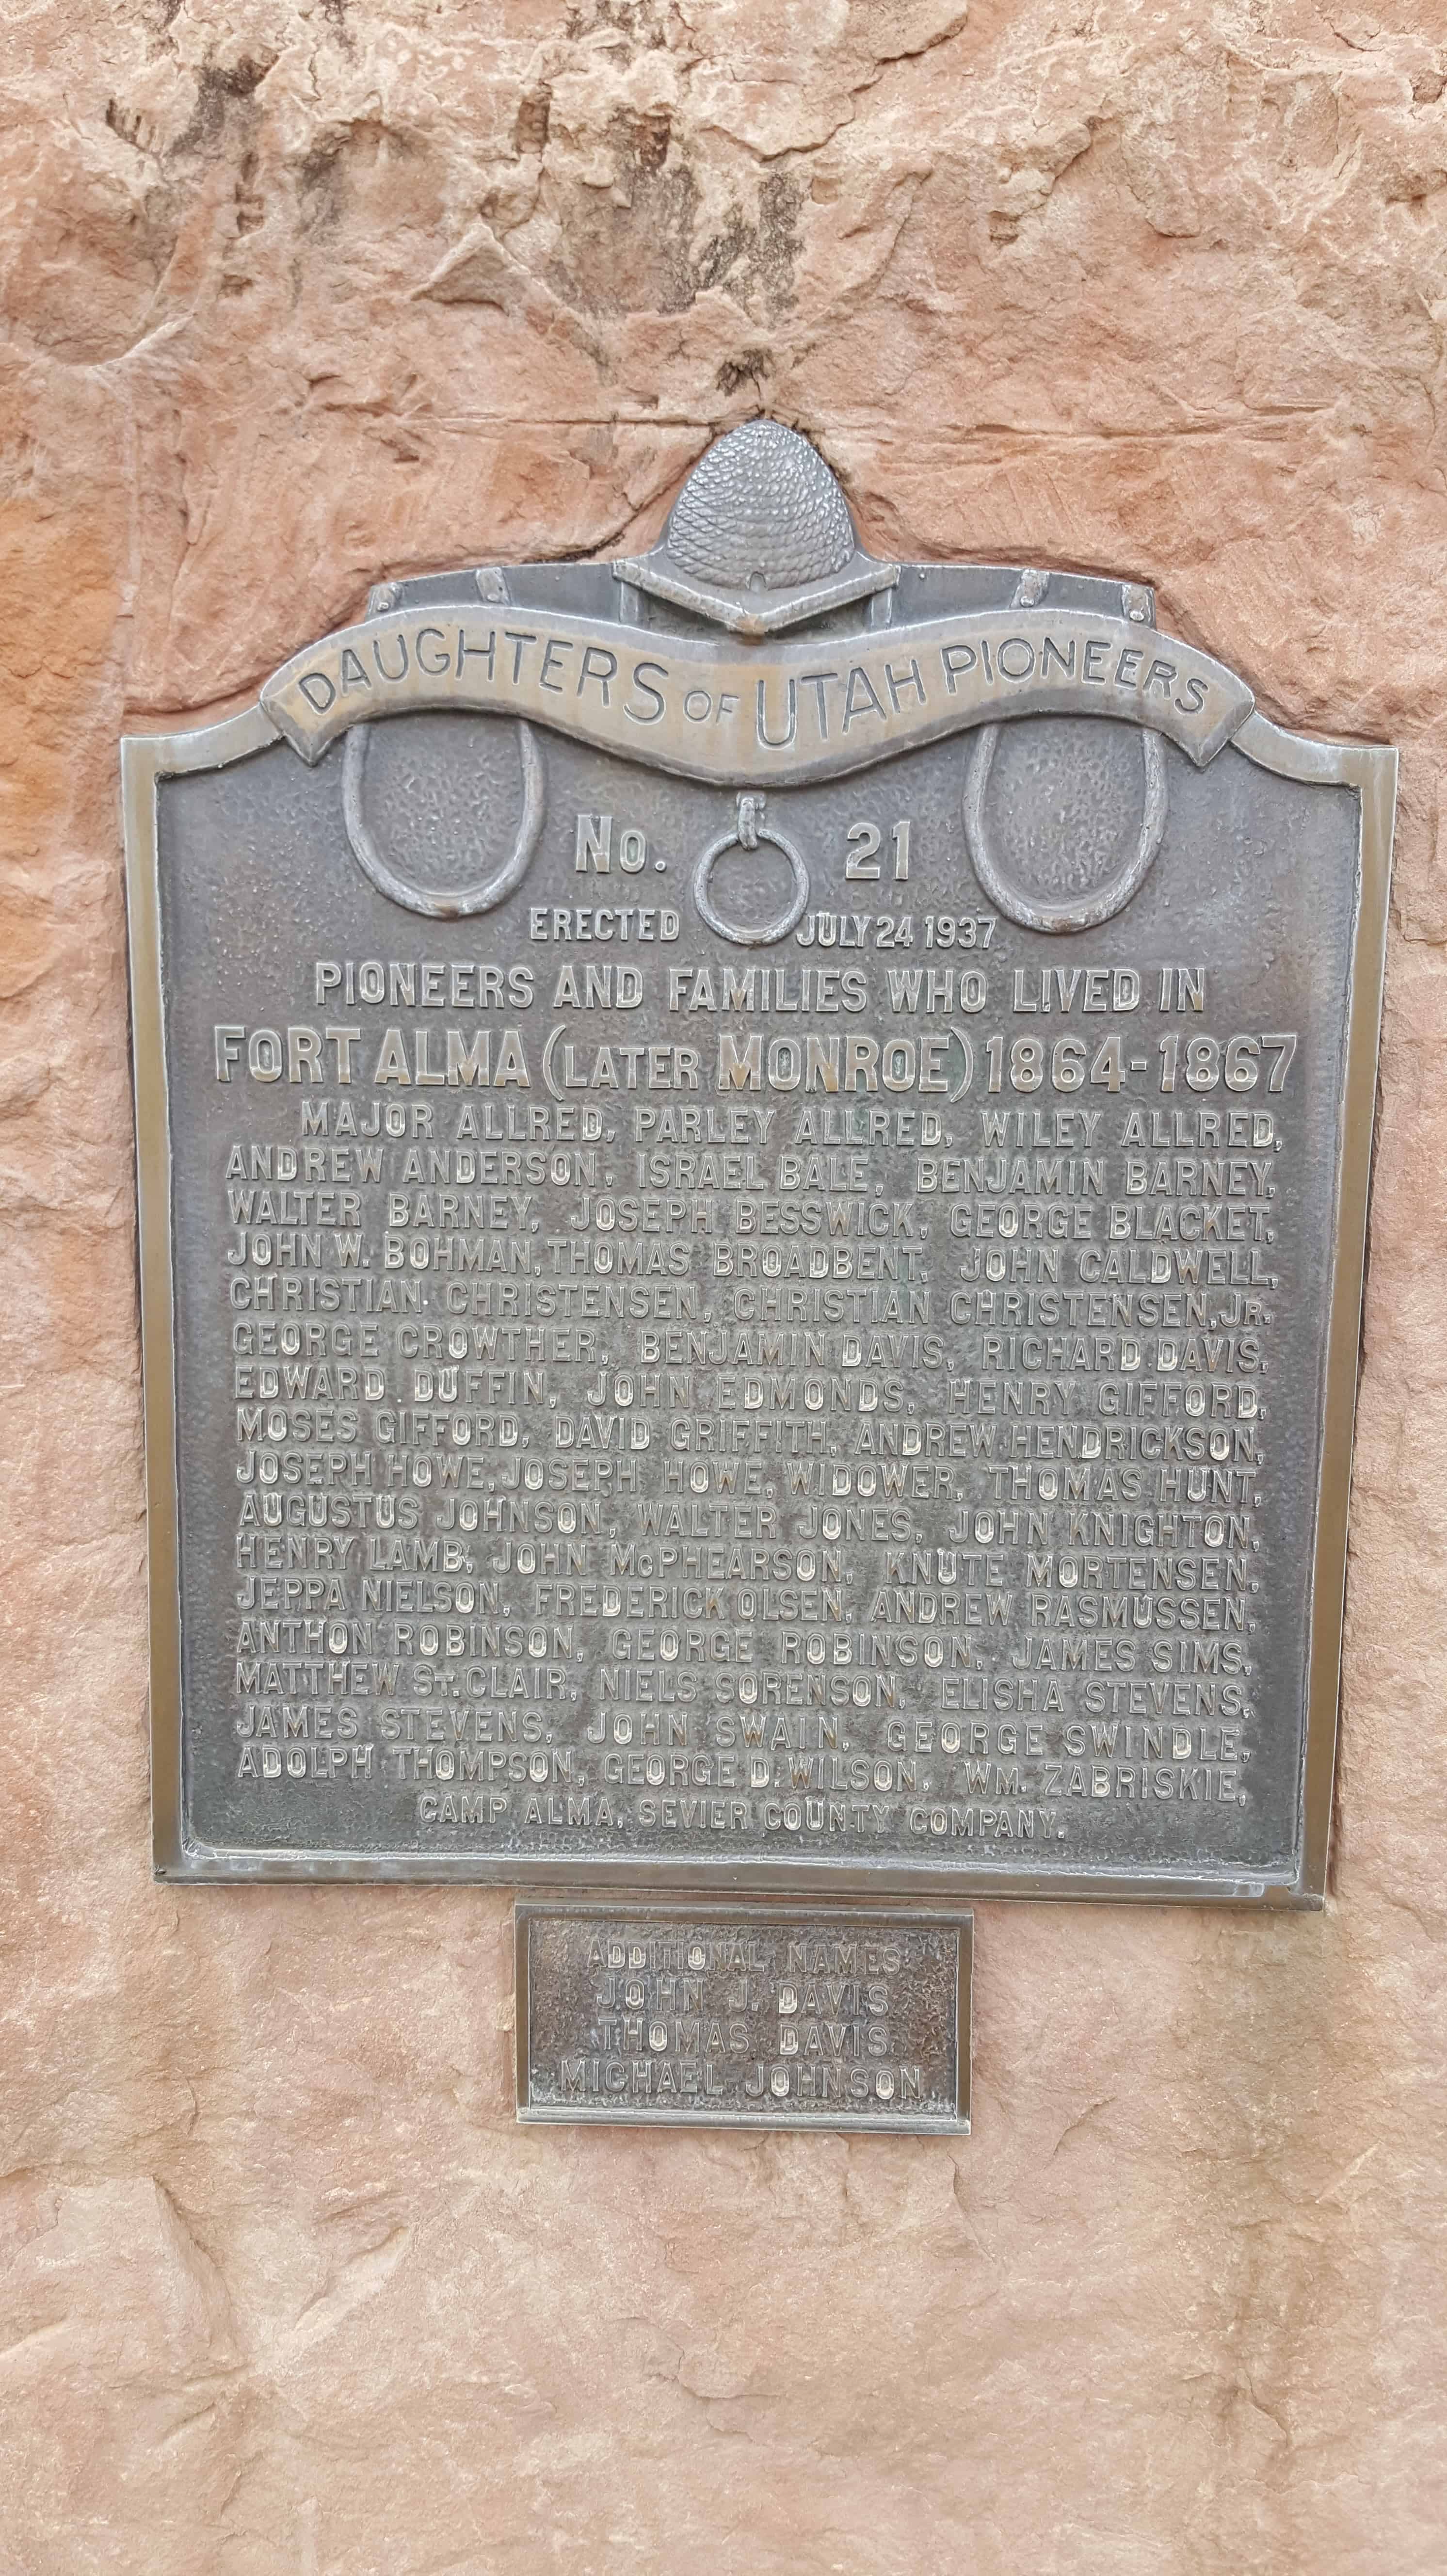 DAUGHTERS OF UTAH PIONEERS
No. 21
ERECTED JULY 24 1937
PIONEERS AND FAMILIES WHO LIVED IN
FORT ALMA (LATER MONROE) 1864-1867
MAJOR ALLRED, PARLEY ALLRED, WILEY ALLRED,
ANDREW ANDERSON, ISRAEL BALE, BENJAMIN BARNEY,
WALTER BARNEY, JOSEPH BESSWICK, GEORGE BLACKET,
JOHN W. BOHMAN, THOMAS BROADBENT, JOHN CALDWELL,
CHRISTIAN CHRISTENSEN, CHRISTIAN CHRISTENSEN, JR.
GEORGE CROWTHER, BENJAMIN DAVIS, RICHARD DAVIS,
EDWARD DUFFIN, JOHN EDMONDS, HENRY GIFFORD,
MOSES GIFFORD, DAVID GRIFFITH, ANDREW HENDRICKSON,
JOSEPH HOWE, JOSEPH HOWE, WIDOWER, THOMAS HUNT,
AUGUSTUS JOHNSON, WALTER JONES, JOHN KNIGHTON,
HENRY LAMB, JOHN McPHEARSON, KNUTE MORTENSEN,
JEPPA NIELSON, FREDERICK OLSEN, ANDREW RASMUSSEN,
ANTHON ROBINSON, GEORGE ROBINSON, JAMES SIMS,
MATTHEW ST. CLAIR, NIELS SORENSON, ELISHA STEVENS,
JAMES STEVENS, JOHN SWAIN, GEORGE SWINDLE,
ADOLPH THOMPSON, GEORGE D. WILSON, WM. ZABRISKIE,
CAMP ALMA, SEVIER COUNTY COMPANY.
ADDITIONAL NAMES
JOHN J. DAVIS
THOMAS DAVIS
MICHAEL JOHNSON